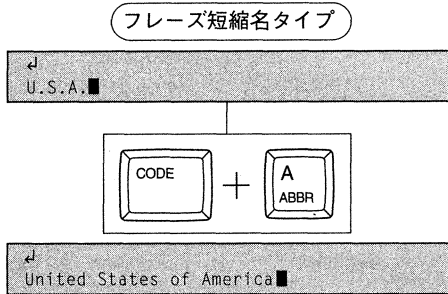 フレーズ短縮名タイプ
↲
U.S.A.■
CODE + A
ABBR
↲
United States of America■